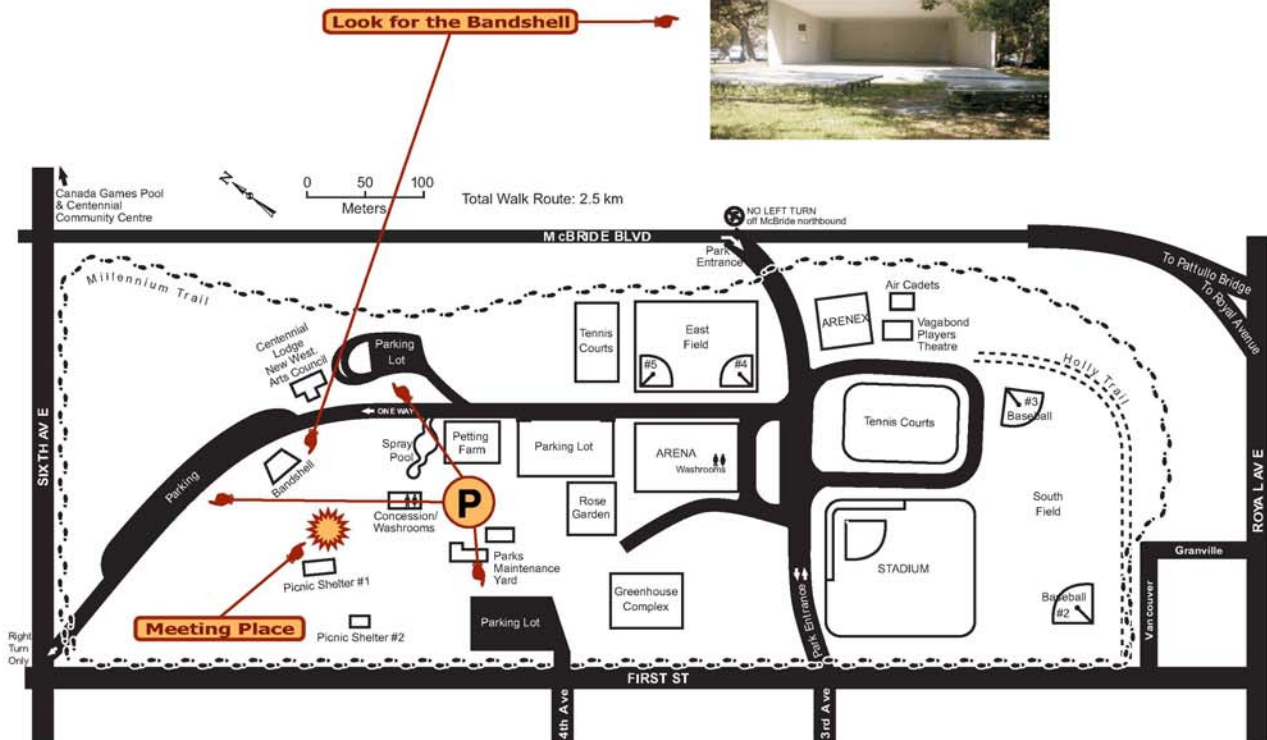 Look for the Bandshell
Canada Games Pool
& Centennial
Community Centre
N
0 50 100
Meters
Total Walk Route: 2.5 km
NO LEFT TURN
off McBride northbound
McBRIDE BLVD
Park
Entrance
To Pattullo Bridge
To Royal Avenue
Millennium Trail
Centennial
Lodge
New West.
Arts Council
Parking
Lot
Tennis
Courts
East
Field
#5
#4
ARENEX
Air Cadets
Vagabond
Players
Theatre
Holly Trail
#3
Baseball
Tennis Courts
ONE WAY
SIXTH AV E
Parking
Bandshell
Spray
Pool
Petting
Farm
Parking Lot
ARENA
Washrooms
P
Concession/
Washrooms
Rose
Garden
South
Field
ROYAL AV E
Granville
Vancouver
Parks
Maintenance
Yard
STADIUM
Picnic Shelter #1
Greenhouse
Complex
Park Entrance
Baseball
#2
Meeting Place
Picnic Shelter #2
Parking Lot
Right
Turn
Only
FIRST ST
4th Ave
3rd Ave